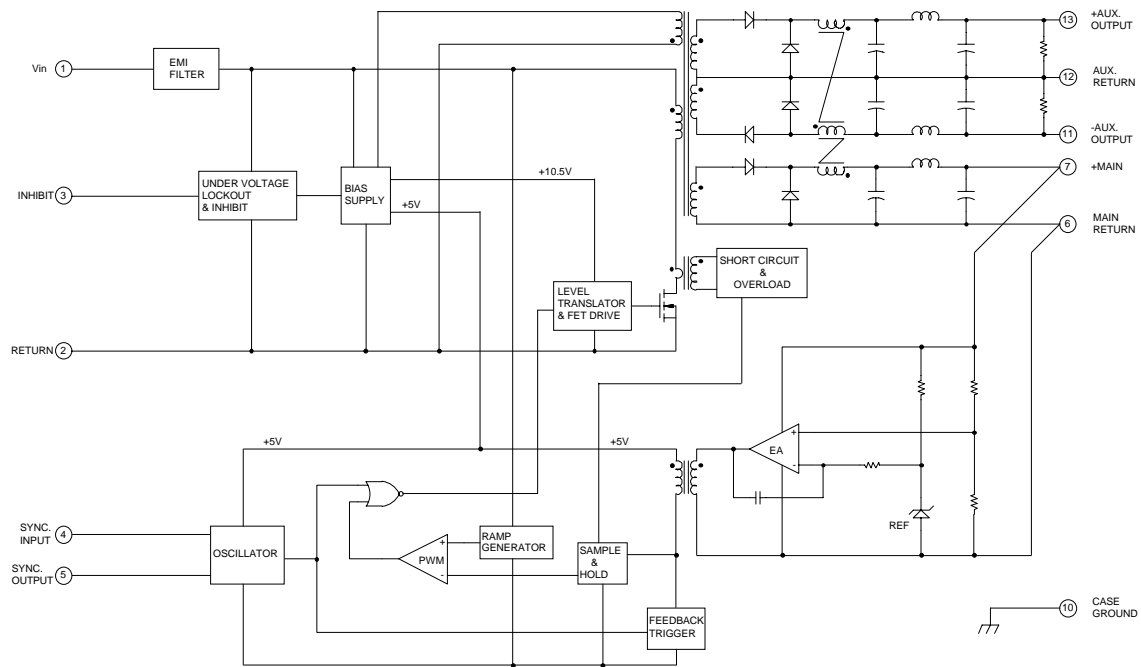 13
+AUX.
OUTPUT
EMI
FILTER
Vin
1
12
AUX.
RETURN
11
-AUX.
OUTPUT
7
+MAIN
+10.5V
INHIBIT
3
UNDER VOLTAGE
LOCKOUT
& INHIBIT
BIAS
SUPPLY
+5V
6
MAIN
RETURN
SHORT CIRCUIT
&
OVERLOAD
LEVEL
TRANSLATOR
& FET DRIVE
RETURN
2
+5V
+5V
+
EA
-
REF
SYNC.
INPUT
4
OSCILLATOR
SYNC.
OUTPUT
5
+
PWM
-
RAMP
GENERATOR
SAMPLE
&
HOLD
FEEDBACK
TRIGGER
10
CASE
GROUND